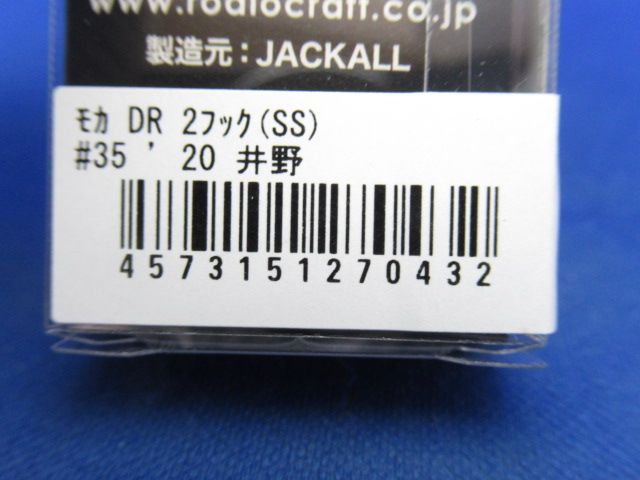 www.rodiocraft.co.jp
製造元：JACKALL
ﾓｶ DR 2ﾌｯｸ(SS)
#35 ' 20 井野
4573151270432